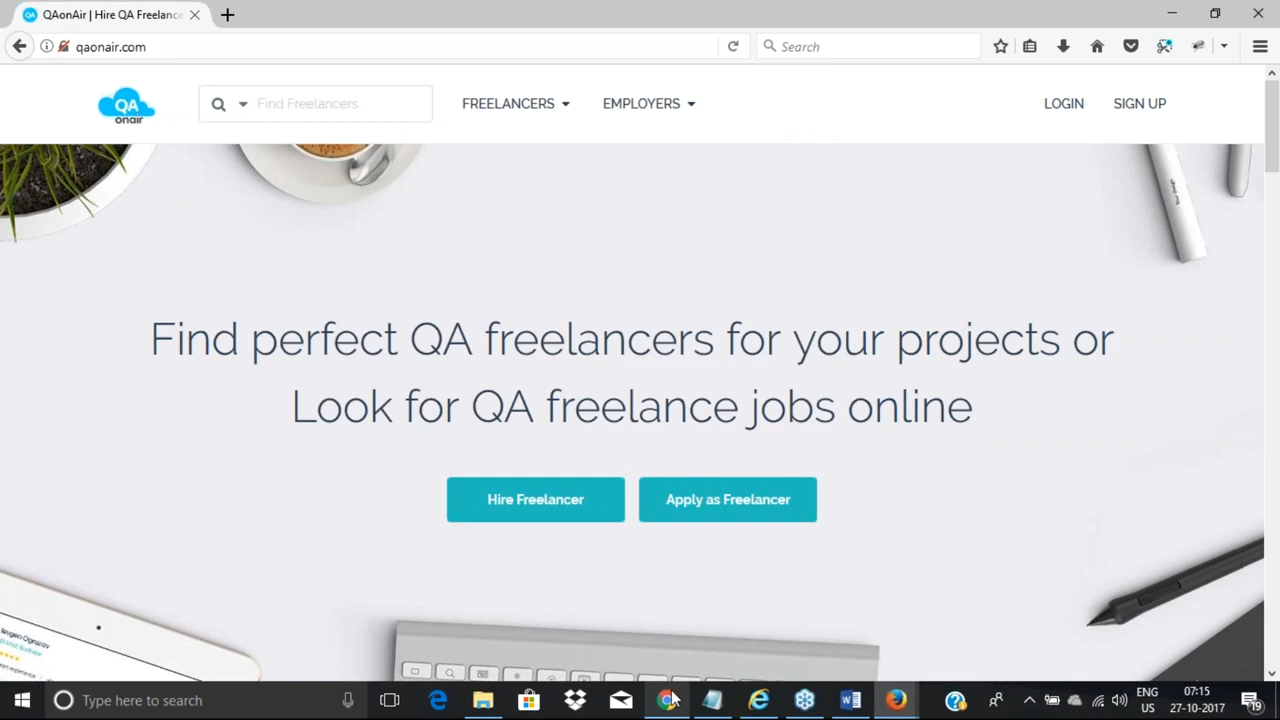 QAonAir | Hire QA Freelance
qaonair.com
Search
QA
onair
Find Freelancers
FREELANCERS
EMPLOYERS
LOGIN
SIGN UP
Find perfect QA freelancers for your projects or
Look for QA freelance jobs online
Hire Freelancer
Apply as Freelancer
Type here to search
ENG
US
07:15
27-10-2017
19